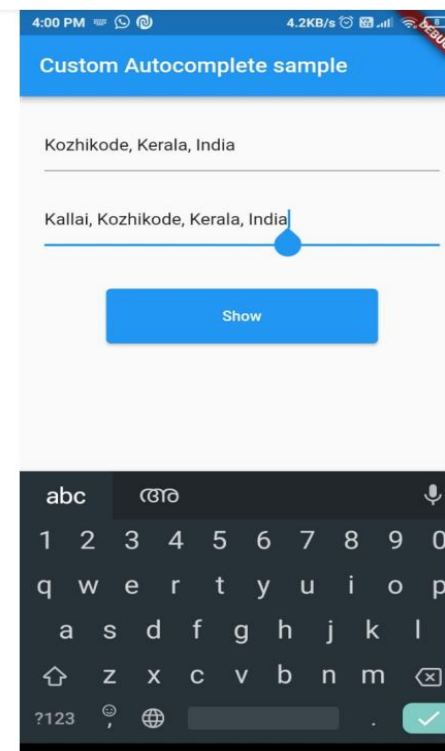 4:00 PM 4.2KB/s
DEBUG
Custom Autocomplete sample
Kozhikode, Kerala, India
Kallai, Kozhikode, Kerala, India
Show
abc അ
1 2 3 4 5 6 7 8 9 0
q w e r t y u i o p
a s d f g h j k l
z x c v b n m
?123 , .